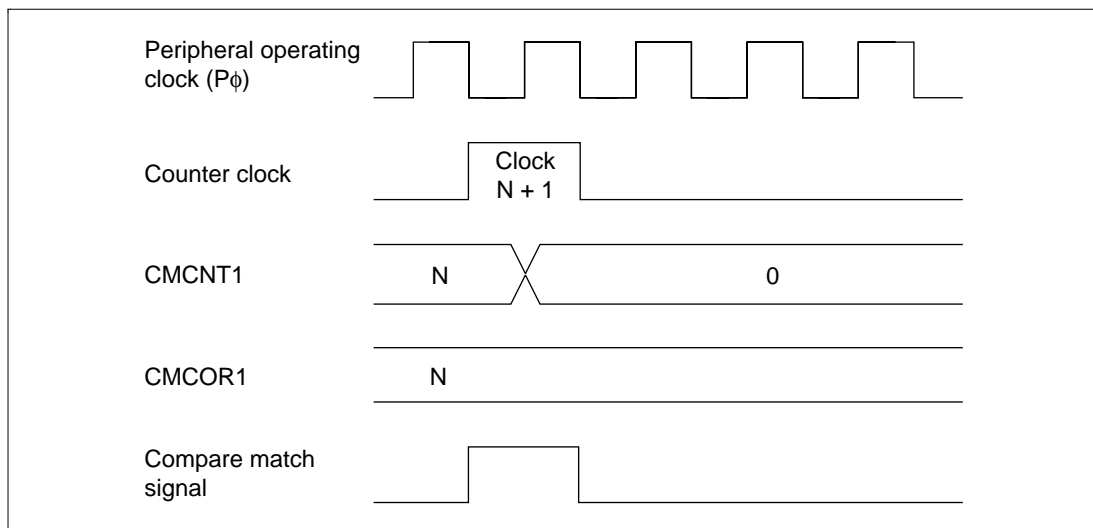 Peripheral operating
clock (Pφ)
Counter clock
Clock
N + 1
CMCNT1
N
0
CMCOR1
N
Compare match
signal